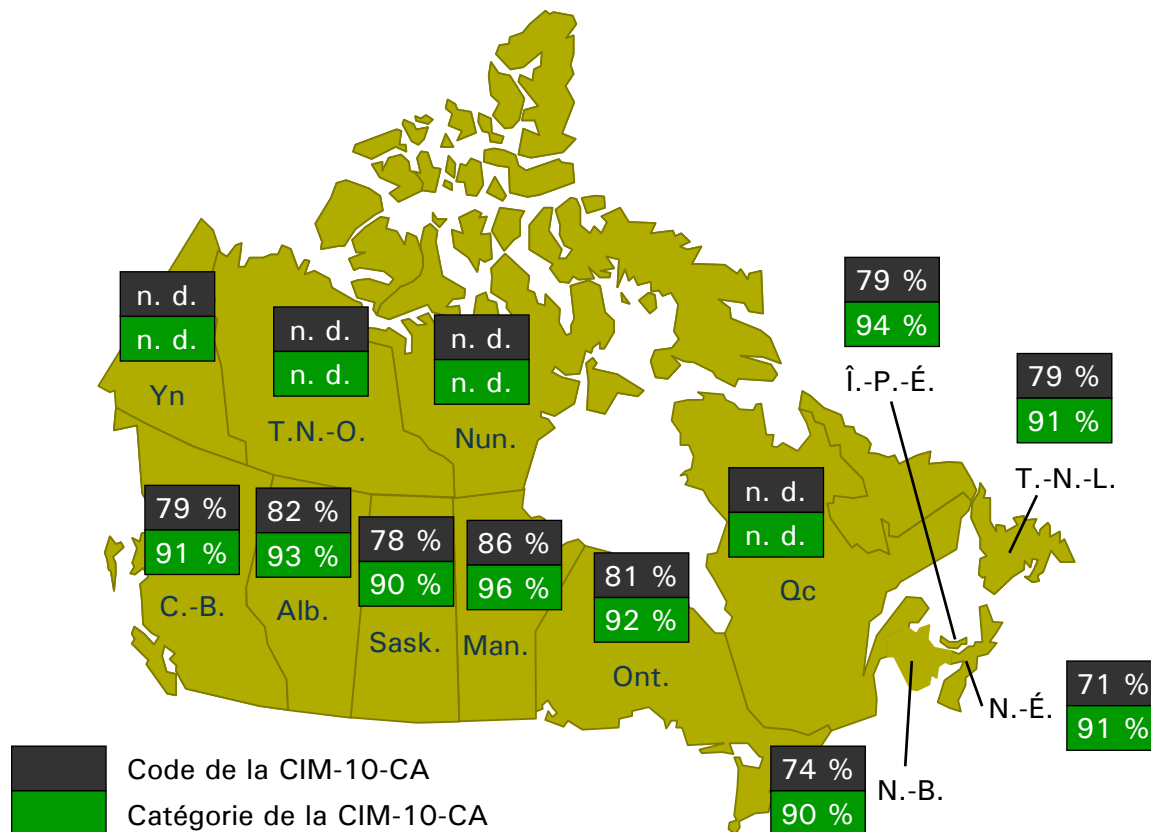 79 %
94 %
Î.-P.-É.
n. d.
n. d.
Yn
n. d.
n. d.
T.N.-O.
n. d.
n. d.
Nun.
79 %
91 %
T.-N.-L.
n. d.
n. d.
Qc
79 %
91 %
C.-B.
82 %
93 %
Alb.
78 %
90 %
Sask.
86 %
96 %
Man.
81 %
92 %
Ont.
71 %
91 %
N.-É.
74 %
90 %
N.-B.
Code de la CIM-10-CA
Catégorie de la CIM-10-CA